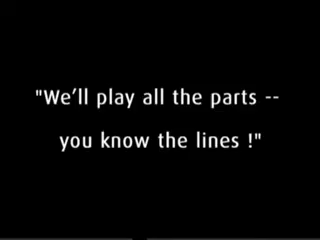 "We'll play all the parts --
you know the lines !"